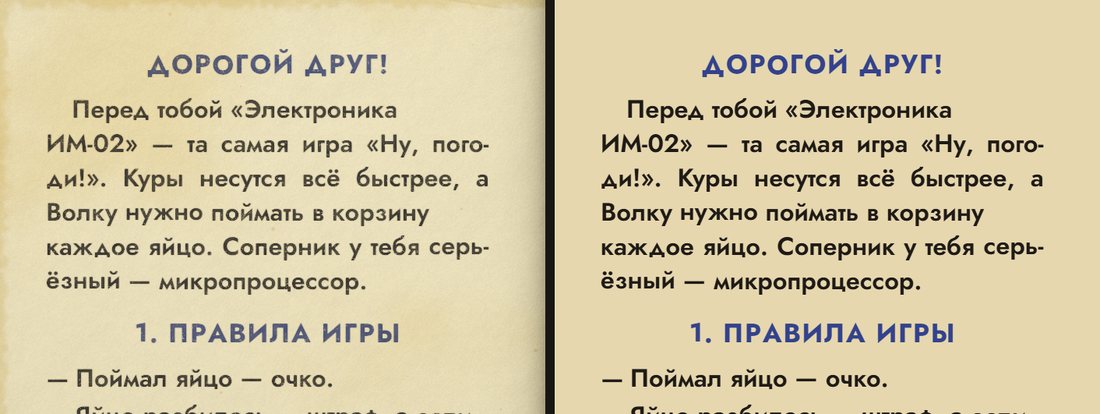 ДОРОГОЙ ДРУГ!
Перед тобой «Электроника
ИМ-02» — та самая игра «Ну, пого-
ди!». Куры несутся всё быстрее, а
Волку нужно поймать в корзину
каждое яйцо. Соперник у тебя серь-
ёзный — микропроцессор.
1. ПРАВИЛА ИГРЫ
— Поймал яйцо — очко.
ДОРОГОЙ ДРУГ!
Перед тобой «Электроника
ИМ-02» — та самая игра «Ну, пого-
ди!». Куры несутся всё быстрее, а
Волку нужно поймать в корзину
каждое яйцо. Соперник у тебя серь-
ёзный — микропроцессор.
1. ПРАВИЛА ИГРЫ
— Поймал яйцо — очко.